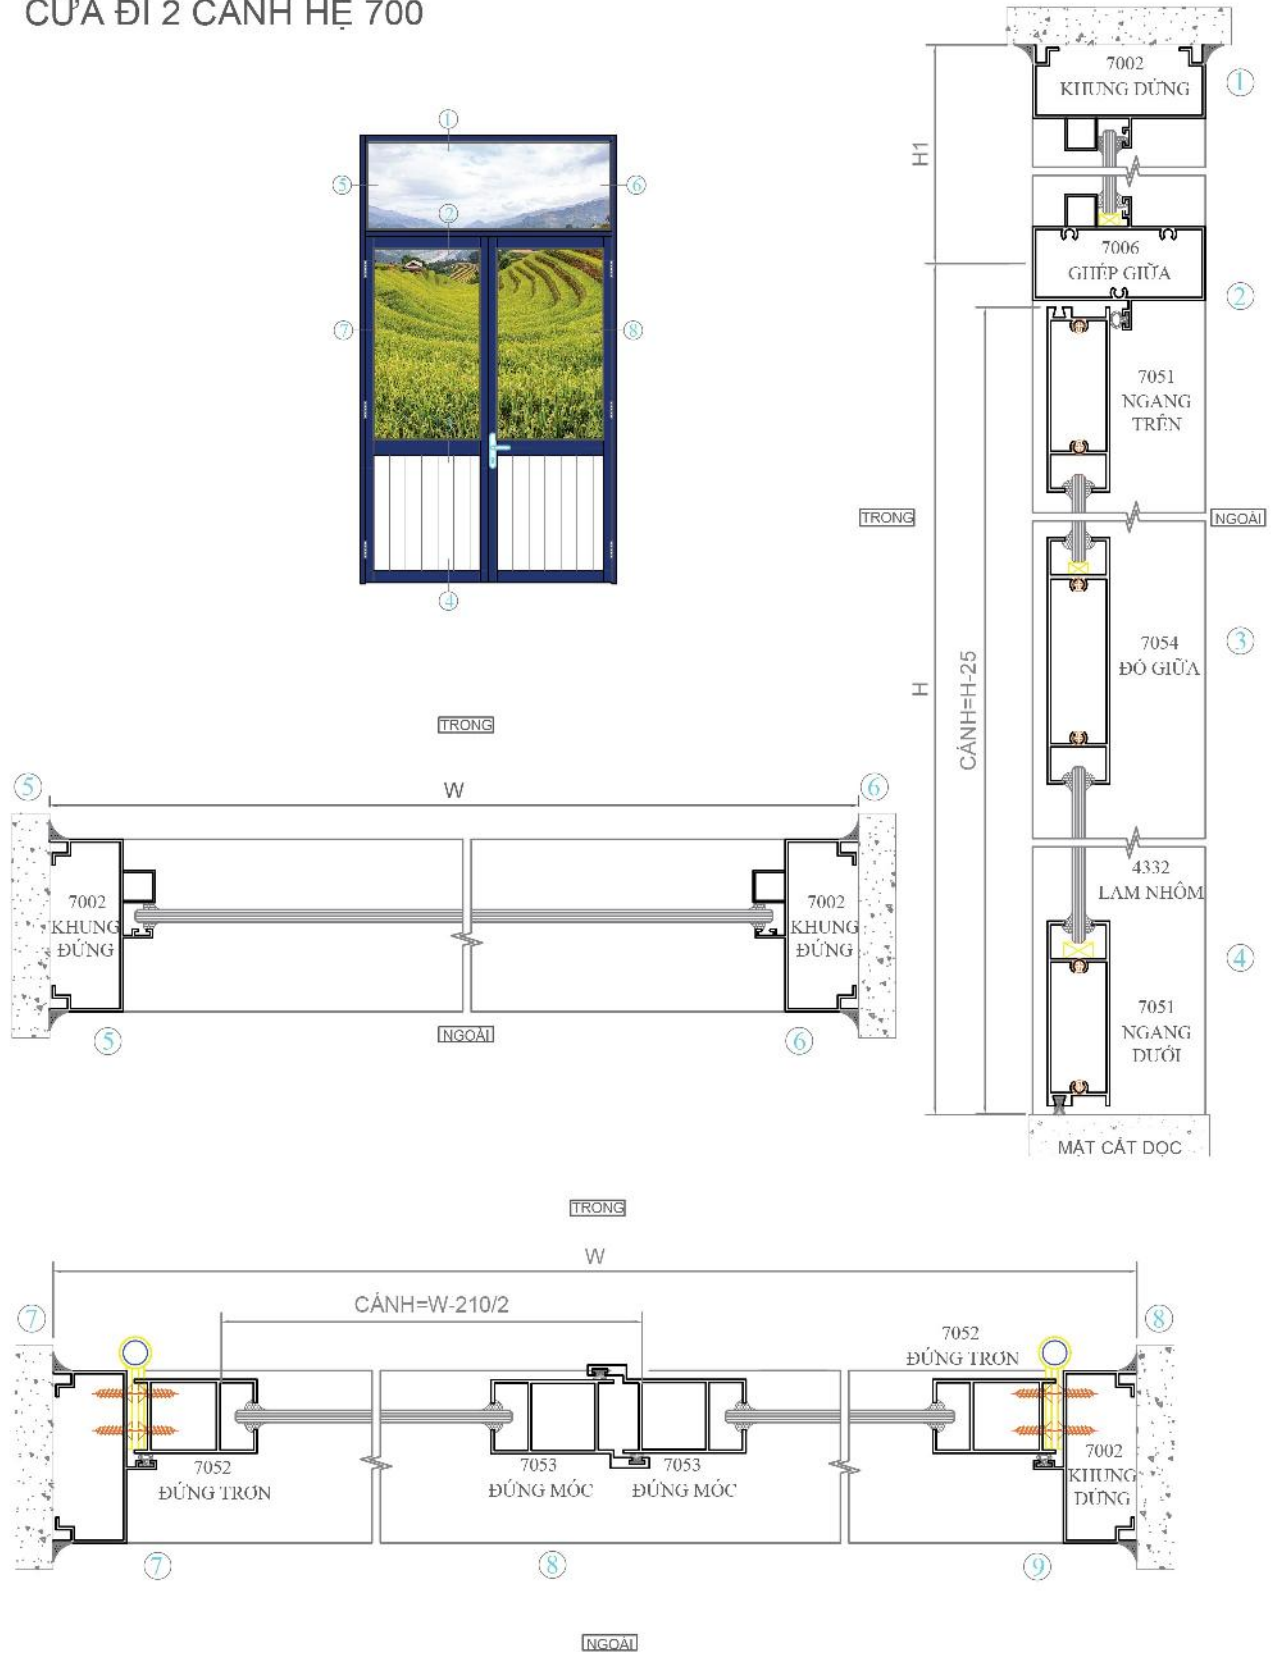 CỬA ĐI 2 CÁNH HỆ 700
1
5
6
2
7
8
3
4
7002
KHUNG ĐỨNG
1
H1
7006
GHÉP GIỮA
2
7051
NGANG
TRÊN
TRONG
NGOÀI
7054
ĐỐ GIỮA
3
H
CÁNH=H-25
4332
LAM NHÔM
4
7051
NGANG
DƯỚI
MẶT CẮT DỌC
TRONG
5
W
6
7002
KHUNG
ĐỨNG
7002
KHUNG
ĐỨNG
5
NGOÀI
6
TRONG
W
7
CÁNH=W-210/2
8
7052
ĐỨNG TRƠN
7052
ĐỨNG TRƠN
7053
ĐỨNG MÓC
7053
ĐỨNG MÓC
7002
KHUNG
ĐỨNG
7
8
9
NGOÀI